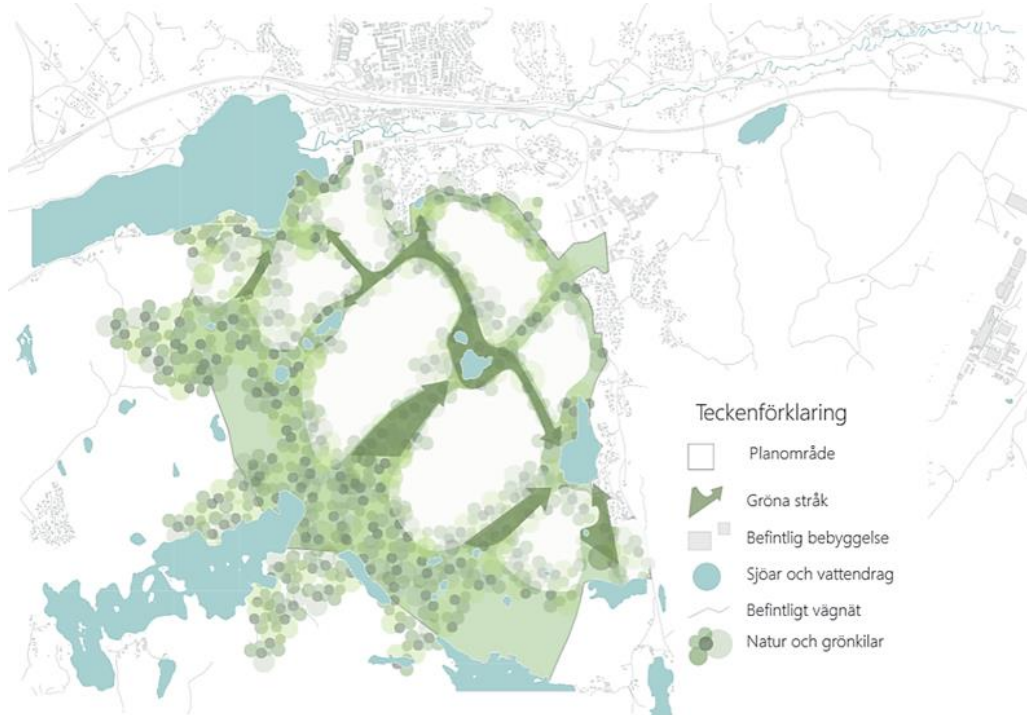 Teckenförklaring
Planområde
Gröna stråk
Befintlig bebyggelse
Sjöar och vattendrag
Befintligt vägnät
Natur och grönkilar